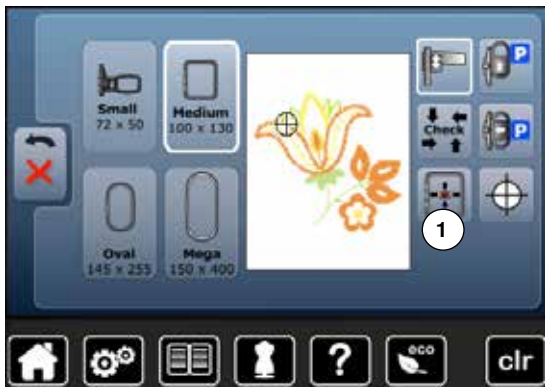 Small
72 x 50
Medium
100 x 130
Oval
145 x 255
Mega
150 x 400
P
Check
P
1
?
eco
clr